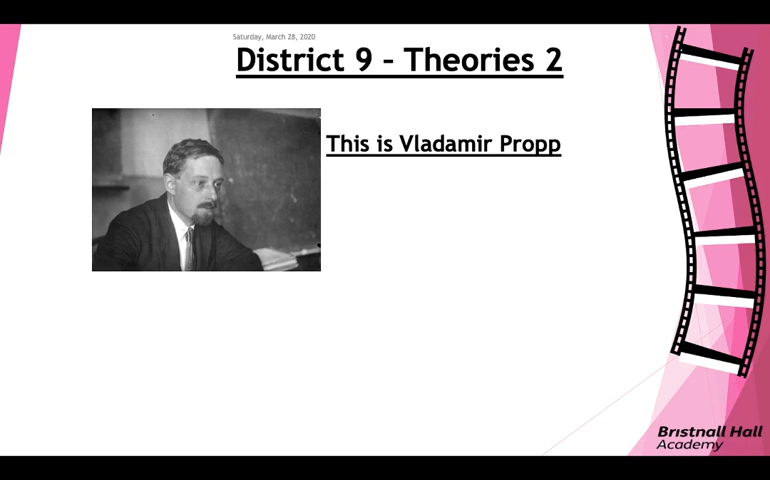 Saturday, March 28, 2020
District 9 – Theories 2
This is Vladamir Propp
Bristnall Hall
Academy